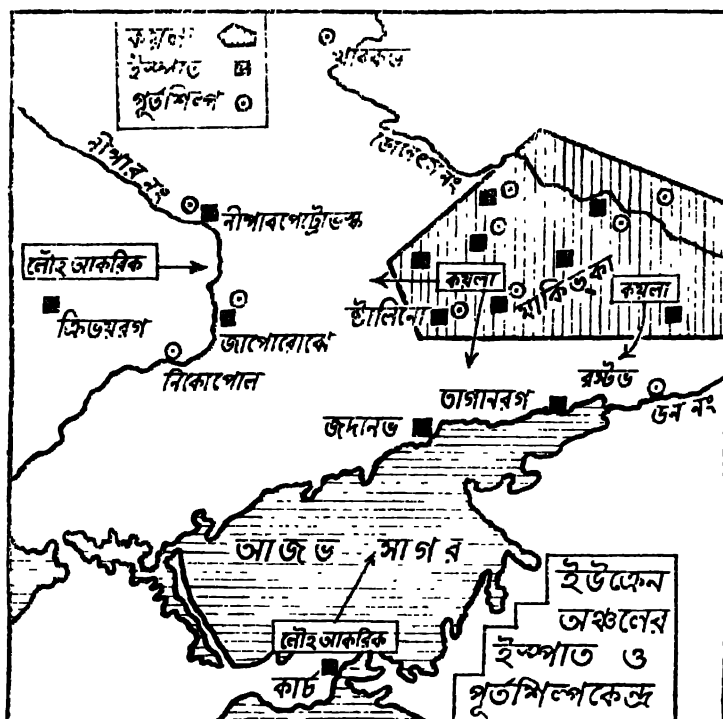 কয়লা
ইস্পাত
পূর্তশিল্প
খারকভ
ডোনেৎস নং
নীপার নং
নীপারপেট্রোভস্ক
লৌহ আকরিক
ক্রিভয়রগ
জাপোরোঝে
নিকোপোল
কয়লা
মাকিভ্‌কা
কয়লা
ষ্টালিনো
রস্টভ
তাগানরগ
ডন নং
জদানভ
আজভ সাগর
লৌহ আকরিক
কার্চ
ইউক্রেন
অঞ্চলের
ইস্পাত ও
পূর্তশিল্পকেন্দ্র